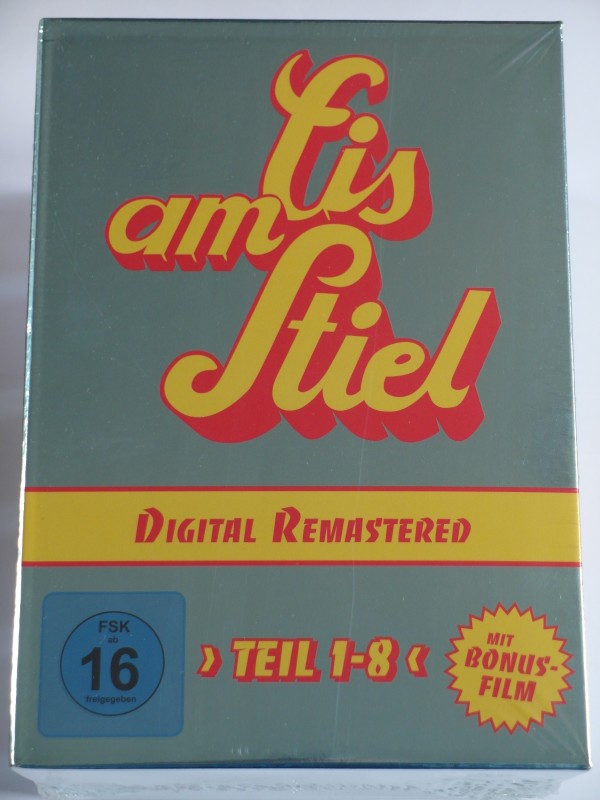 Eis
am
Stiel
DIGITAL REMASTERED
FSK
ab
16
freigegeben
› TEIL 1-8 ‹
MIT
BONUS-
FILM